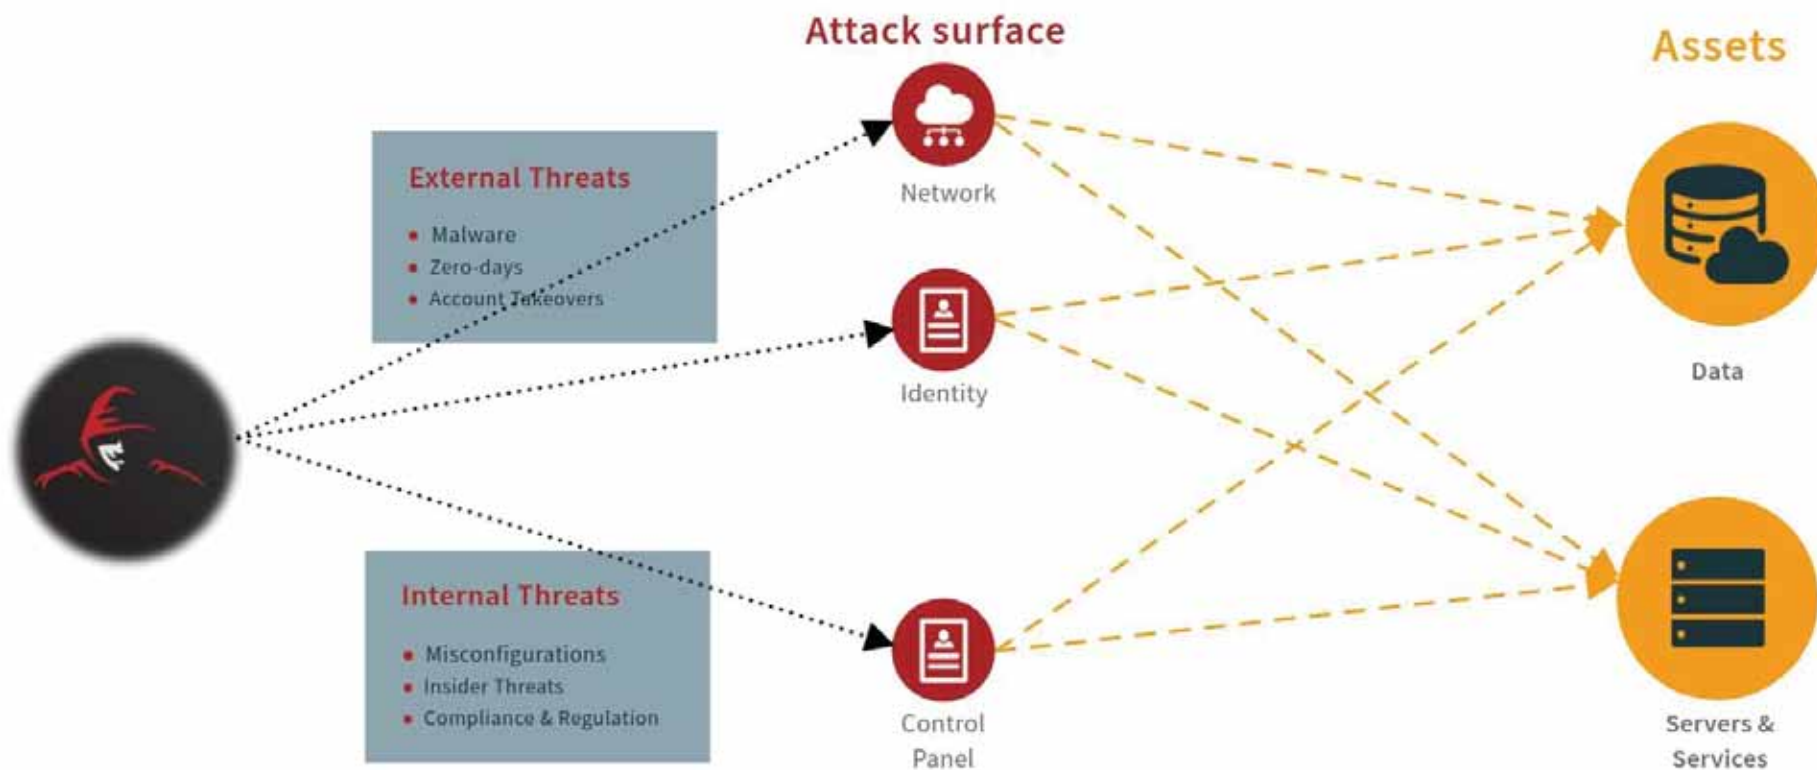 Attack surface
Assets
External Threats
Malware
Zero-days
Account Takeovers
Network
Identity
Data
Internal Threats
Misconfigurations
Insider Threats
Compliance & Regulation
Control
Panel
Servers &
Services